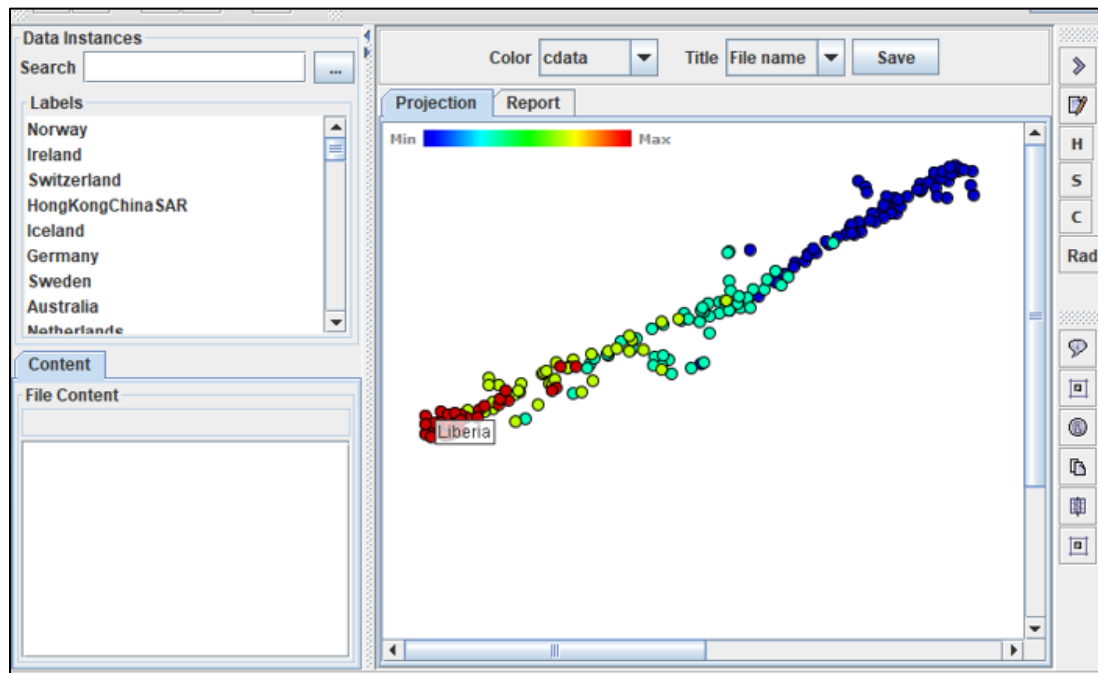 Data Instances
Search
...
Labels
Norway
Ireland
Switzerland
HongKongChinaSAR
Iceland
Germany
Sweden
Australia
Netherlands
Content
File Content
Color cdata Title File name Save
Projection Report
Min Max
Liberia
H
S
C
Rad